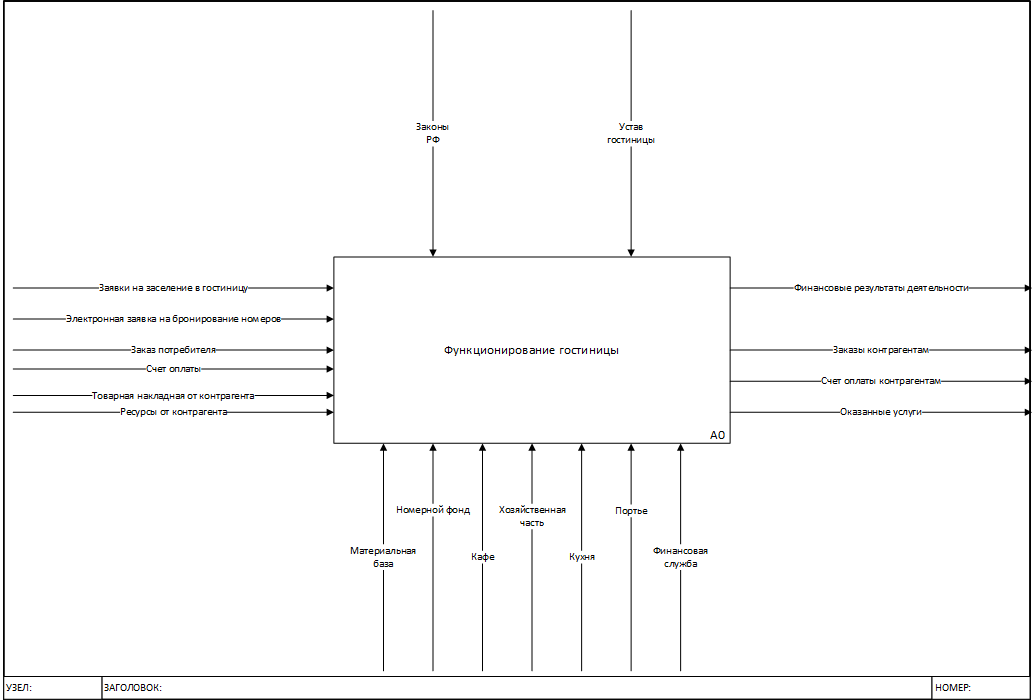 Законы
РФ
Устав
гостиницы
Заявки на заселение в гостиницу
Финансовые результаты деятельности
Электронная заявка на бронирование номеров
Заказ потребителя
Функционирование гостиницы
Заказы контрагентам
Счет оплаты
Счет оплаты контрагентам
Товарная накладная от контрагента
Ресурсы от контрагента
Оказанные услуги
A0
Номерной фонд
Хозяйственная
часть
Портье
Материальная
база
Кафе
Кухня
Финансовая
служба
УЗЕЛ:
ЗАГОЛОВОК:
НОМЕР: